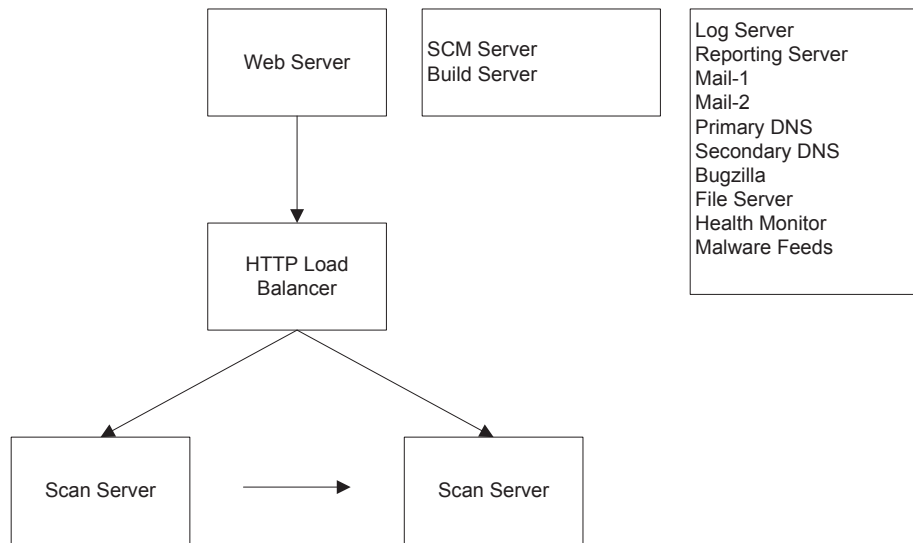 Web Server
SCM Server
Build Server
Log Server
Reporting Server
Mail-1
Mail-2
Primary DNS
Secondary DNS
Bugzilla
File Server
Health Monitor
Malware Feeds
HTTP Load
Balancer
Scan Server
Scan Server